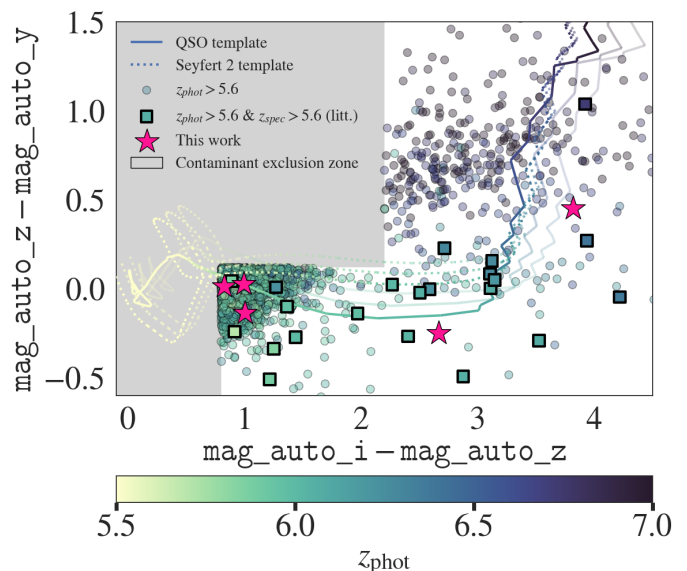 1.5
1.0
0.5
0.0
−0.5
mag_auto_z − mag_auto_y
QSO template
Seyfert 2 template
z_phot > 5.6
z_phot > 5.6 & z_spec > 5.6 (litt.)
This work
Contaminant exclusion zone
0 1 2 3 4
mag_auto_i − mag_auto_z
5.5 6.0 6.5 7.0
z_phot